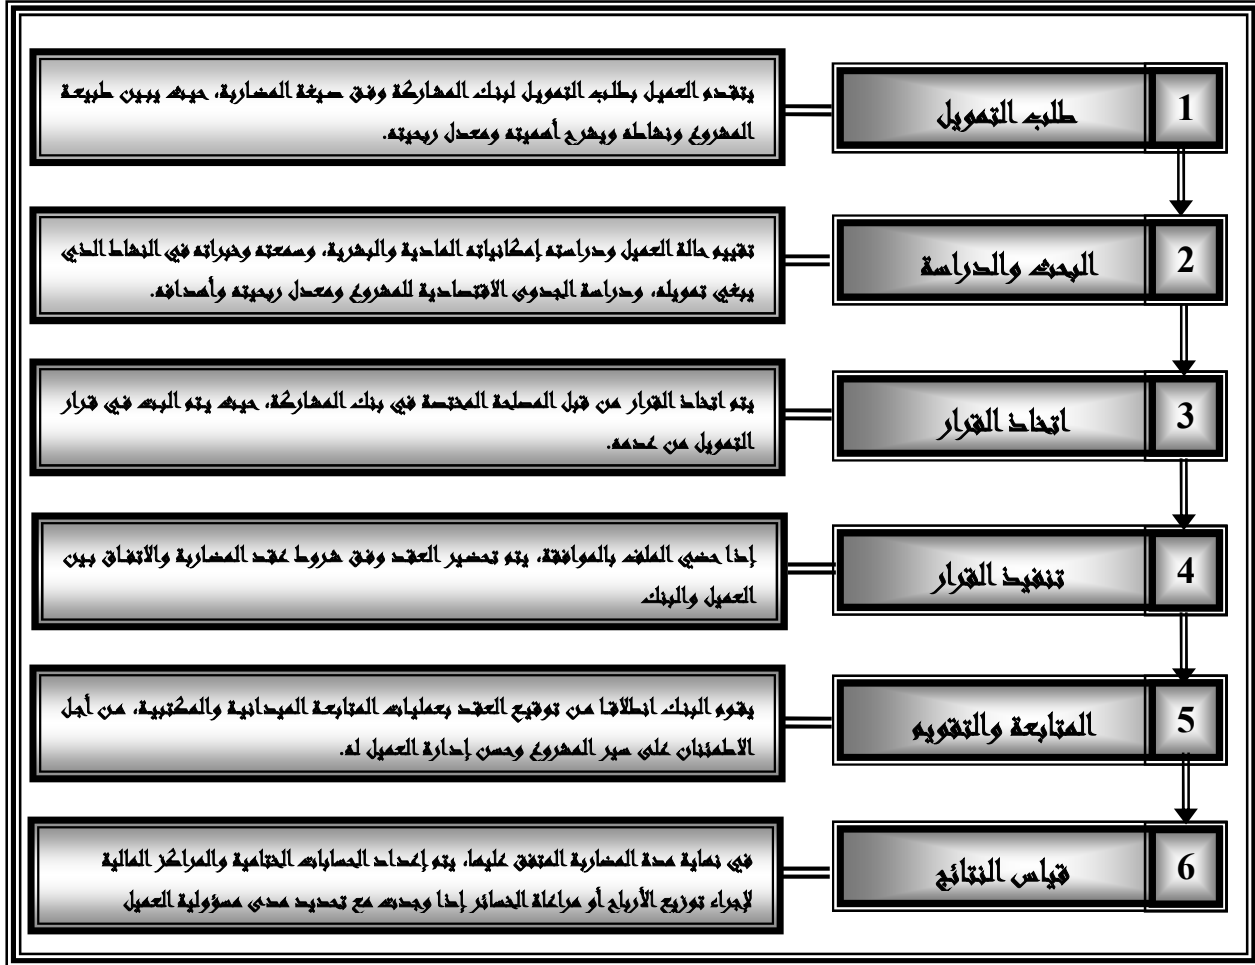 1
طلب التمويل
يتقدم العميل بطلب التمويل لبنك المشاركة وفق صيغة المضاربة، حيث يبين طبيعة
المشروع ونشاطه ويشرح أهميته ومعدل ربحيته.
2
البحث والدراسة
تقييم حالة العميل ودراسته إمكانياته المادية والبشرية، وسمعته وخبراته في النشاط الذي
يبغي تمويله، ودراسة الجدوى الاقتصادية للمشروع ومعدل ربحيته وأهدافه.
3
اتخاذ القرار
يتم اتخاذ القرار من قبل المصلحة المختصة في بنك المشاركة، حيث يتم البت في قرار
التمويل من عدمه.
4
تنفيذ القرار
إذا حضي الملف بالموافقة، يتم تحضير العقد وفق شروط عقد المضاربة والاتفاق بين
العميل والبنك
5
المتابعة والتقويم
يقوم البنك انطلاقا من توقيع العقد بعمليات المتابعة الميدانية والمكتبية، من أجل
الاطمئنان على سير المشروع وحسن إدارة العميل له.
6
قياس النتائج
في نهاية مدة المضاربة المتفق عليها، يتم إعداد الحسابات الختامية والمراكز المالية
لإجراء توزيع الأرباح أو مراعاة الخسائر إذا وجدت مع تحديد مدى مسؤولية العميل